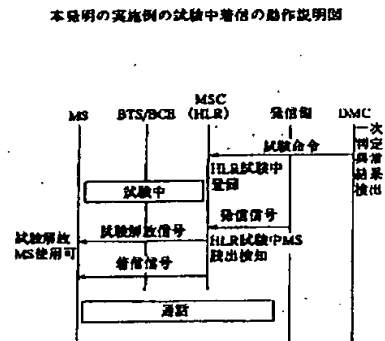 本発明の実施例の試験中着信の動作説明図
MS
BTS/BCE
MSC
(HLR)
発信側
DMC
一次
判定
異常
結果
検出
試験命令
HLR試験中
登録
試験中
発信信号
試験解放信号
HLR試験中MS
試験解放
MS使用可
着信信号
通話